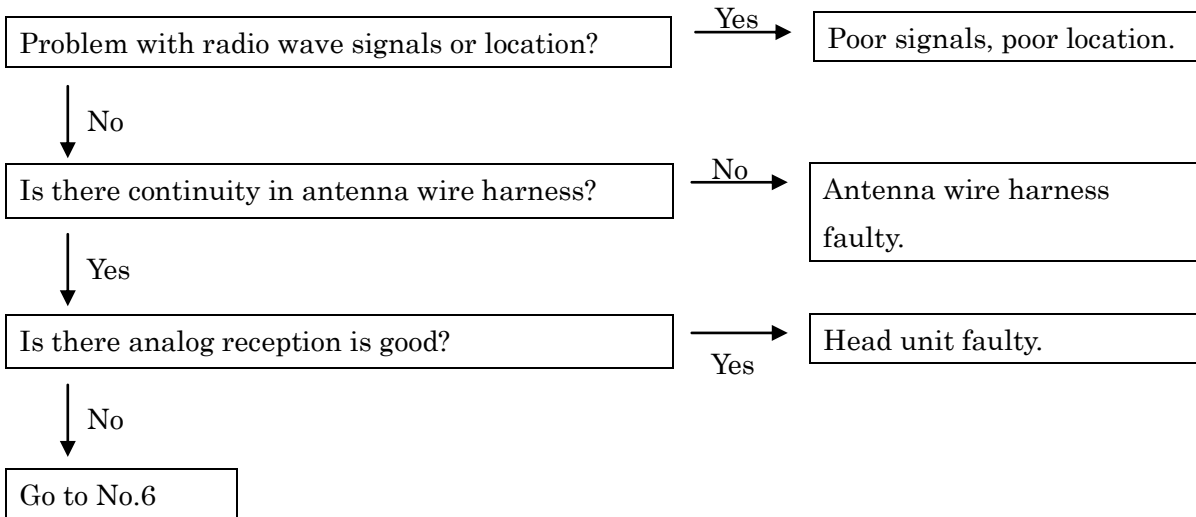 Problem with radio wave signals or location?
Yes
Poor signals, poor location.
No
Is there continuity in antenna wire harness?
No
Antenna wire harness
faulty.
Yes
Is there analog reception is good?
Yes
Head unit faulty.
No
Go to No.6